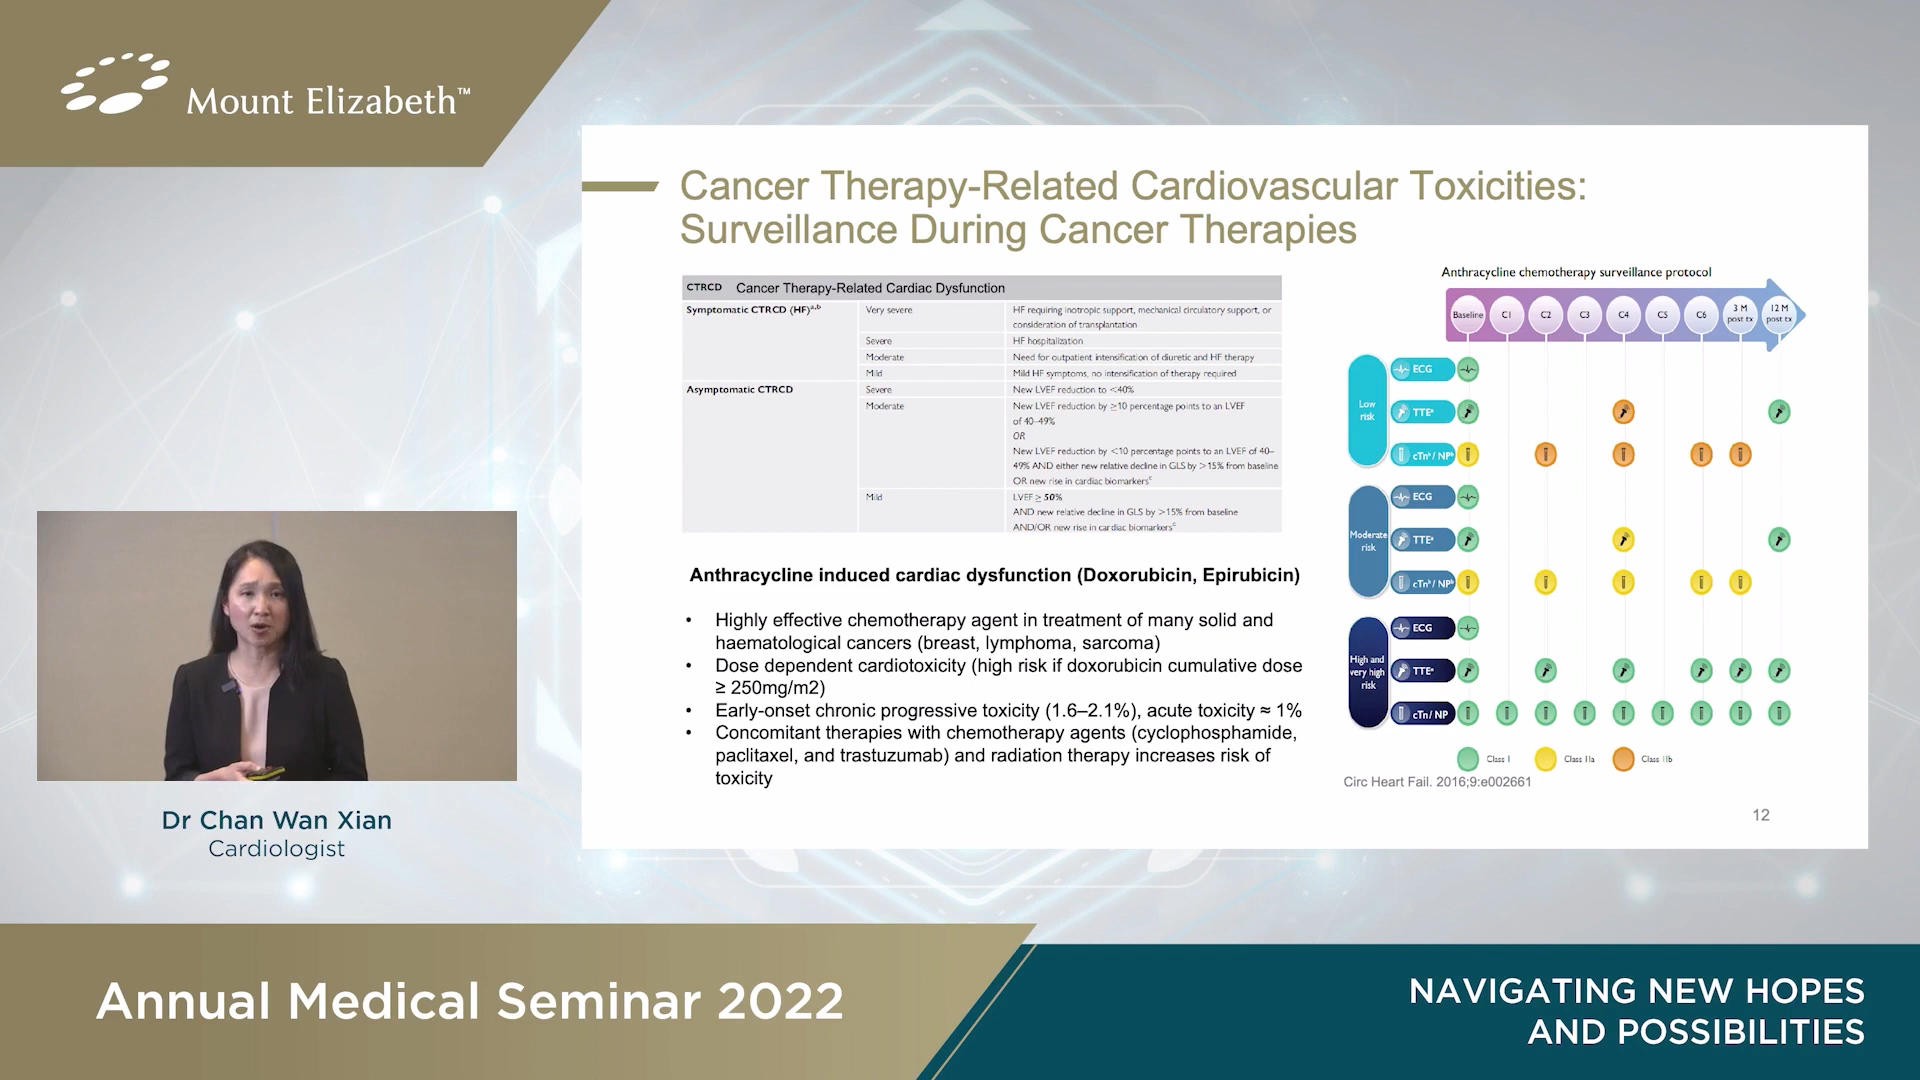 Mount Elizabeth™
Cancer Therapy-Related Cardiovascular Toxicities:
Surveillance During Cancer Therapies
CTRCD Cancer Therapy-Related Cardiac Dysfunction
Symptomatic CTRCD (HF)a,b
Very severe
HF requiring inotropic support, mechanical circulatory support, or
consideration of transplantation
Severe
HF hospitalization
Moderate
Need for outpatient intensification of diuretic and HF therapy
Mild
Mild HF symptoms, no intensification of therapy required
Asymptomatic CTRCD
Severe
New LVEF reduction to <40%
Moderate
New LVEF reduction by ≥10 percentage points to an LVEF
of 40–49%
OR
New LVEF reduction by <10 percentage points to an LVEF of 40–
49% AND either new relative decline in GLS by >15% from baseline
OR new rise in cardiac biomarkersc
Mild
LVEF ≥ 50%
AND new relative decline in GLS by >15% from baseline
AND/OR new rise in cardiac biomarkersc
Anthracycline induced cardiac dysfunction (Doxorubicin, Epirubicin)
• Highly effective chemotherapy agent in treatment of many solid and
haematological cancers (breast, lymphoma, sarcoma)
• Dose dependent cardiotoxicity (high risk if doxorubicin cumulative dose
≥ 250mg/m2)
• Early-onset chronic progressive toxicity (1.6–2.1%), acute toxicity ≈ 1%
• Concomitant therapies with chemotherapy agents (cyclophosphamide,
paclitaxel, and trastuzumab) and radiation therapy increases risk of
toxicity
Anthracycline chemotherapy surveillance protocol
Baseline C1 C2 C3 C4 C5 C6 3 M post tx 12 M post tx
Low
risk
ECG
TTEa
cTnb / NPb
Moderate
risk
ECG
TTEa
cTnb / NPb
High and
very high
risk
ECG
TTEa
cTn / NP
Class I Class IIa Class IIb
Circ Heart Fail. 2016;9:e002661
12
Dr Chan Wan Xian
Cardiologist
Annual Medical Seminar 2022
NAVIGATING NEW HOPES
AND POSSIBILITIES